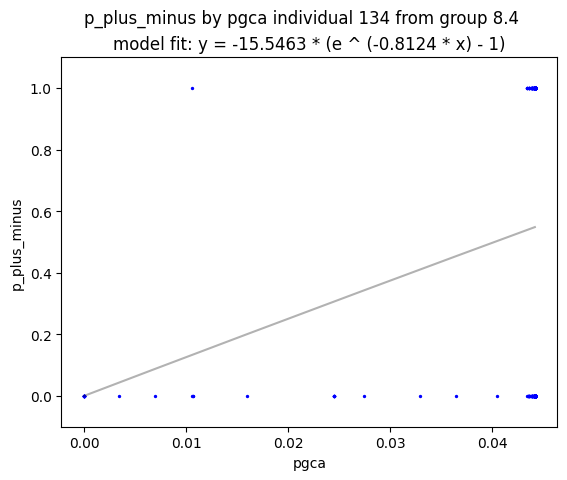 p_plus_minus by pgca individual 134 from group 8.4
model fit: y = -15.5463 * (e ^ (-0.8124 * x) - 1)
1.0
0.8
0.6
0.4
0.2
0.0
p_plus_minus
0.00 0.01 0.02 0.03 0.04
pgca